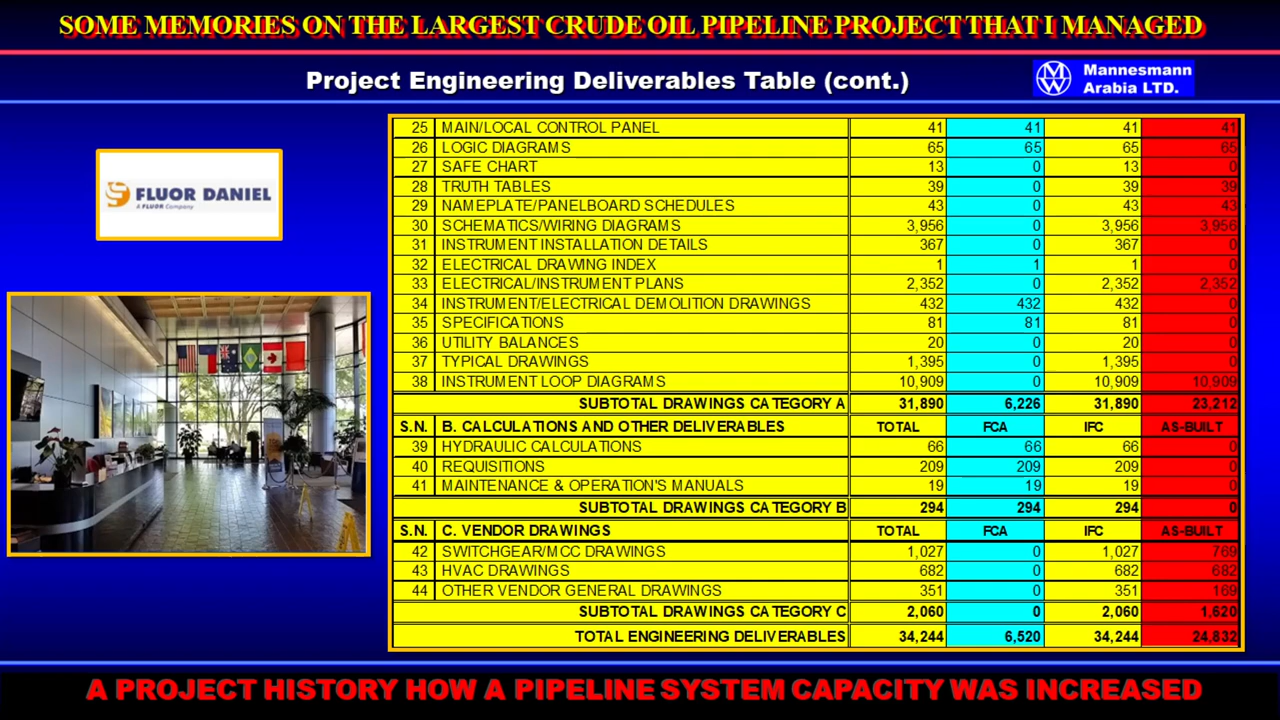 SOME MEMORIES ON THE LARGEST CRUDE OIL PIPELINE PROJECT THAT I MANAGED
Project Engineering Deliverables Table (cont.)
Mannesmann
Arabia LTD.
FLUOR DANIEL
A FLUOR Company
25 MAIN/LOCAL CONTROL PANEL 41 41 41 41
26 LOGIC DIAGRAMS 65 65 65 65
27 SAFE CHART 13 0 13 0
28 TRUTH TABLES 39 0 39 39
29 NAMEPLATE/PANELBOARD SCHEDULES 43 0 43 43
30 SCHEMATICS/WIRING DIAGRAMS 3,956 0 3,956 3,956
31 INSTRUMENT INSTALLATION DETAILS 367 0 367 0
32 ELECTRICAL DRAWING INDEX 1 1 1 0
33 ELECTRICAL/INSTRUMENT PLANS 2,352 0 2,352 2,352
34 INSTRUMENT/ELECTRICAL DEMOLITION DRAWINGS 432 432 432 0
35 SPECIFICATIONS 81 81 81 0
36 UTILITY BALANCES 20 0 20 0
37 TYPICAL DRAWINGS 1,395 0 1,395 0
38 INSTRUMENT LOOP DIAGRAMS 10,909 0 10,909 10,909
SUBTOTAL DRAWINGS CATEGORY A 31,890 6,226 31,890 23,212
S.N. B. CALCULATIONS AND OTHER DELIVERABLES TOTAL FCA IFC AS-BUILT
39 HYDRAULIC CALCULATIONS 66 66 66 0
40 REQUISITIONS 209 209 209 0
41 MAINTENANCE & OPERATION'S MANUALS 19 19 19 0
SUBTOTAL DRAWINGS CATEGORY B 294 294 294 0
S.N. C. VENDOR DRAWINGS TOTAL FCA IFC AS-BUILT
42 SWITCHGEAR/MCC DRAWINGS 1,027 0 1,027 769
43 HVAC DRAWINGS 682 0 682 682
44 OTHER VENDOR GENERAL DRAWINGS 351 0 351 169
SUBTOTAL DRAWINGS CATEGORY C 2,060 0 2,060 1,620
TOTAL ENGINEERING DELIVERABLES 34,244 6,520 34,244 24,832
A PROJECT HISTORY HOW A PIPELINE SYSTEM CAPACITY WAS INCREASED